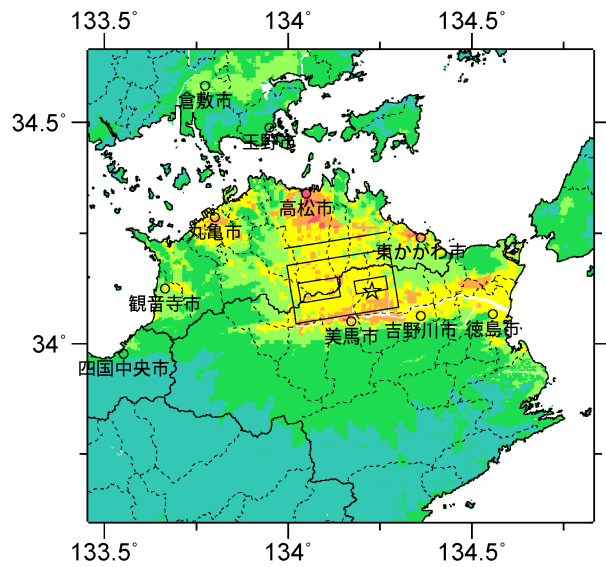 133.5°
134°
134.5°
34.5°
34°
倉敷市
玉野市
高松市
丸亀市
東かがわ市
観音寺市
美馬市
吉野川市
徳島市
四国中央市
133.5°
134°
134.5°